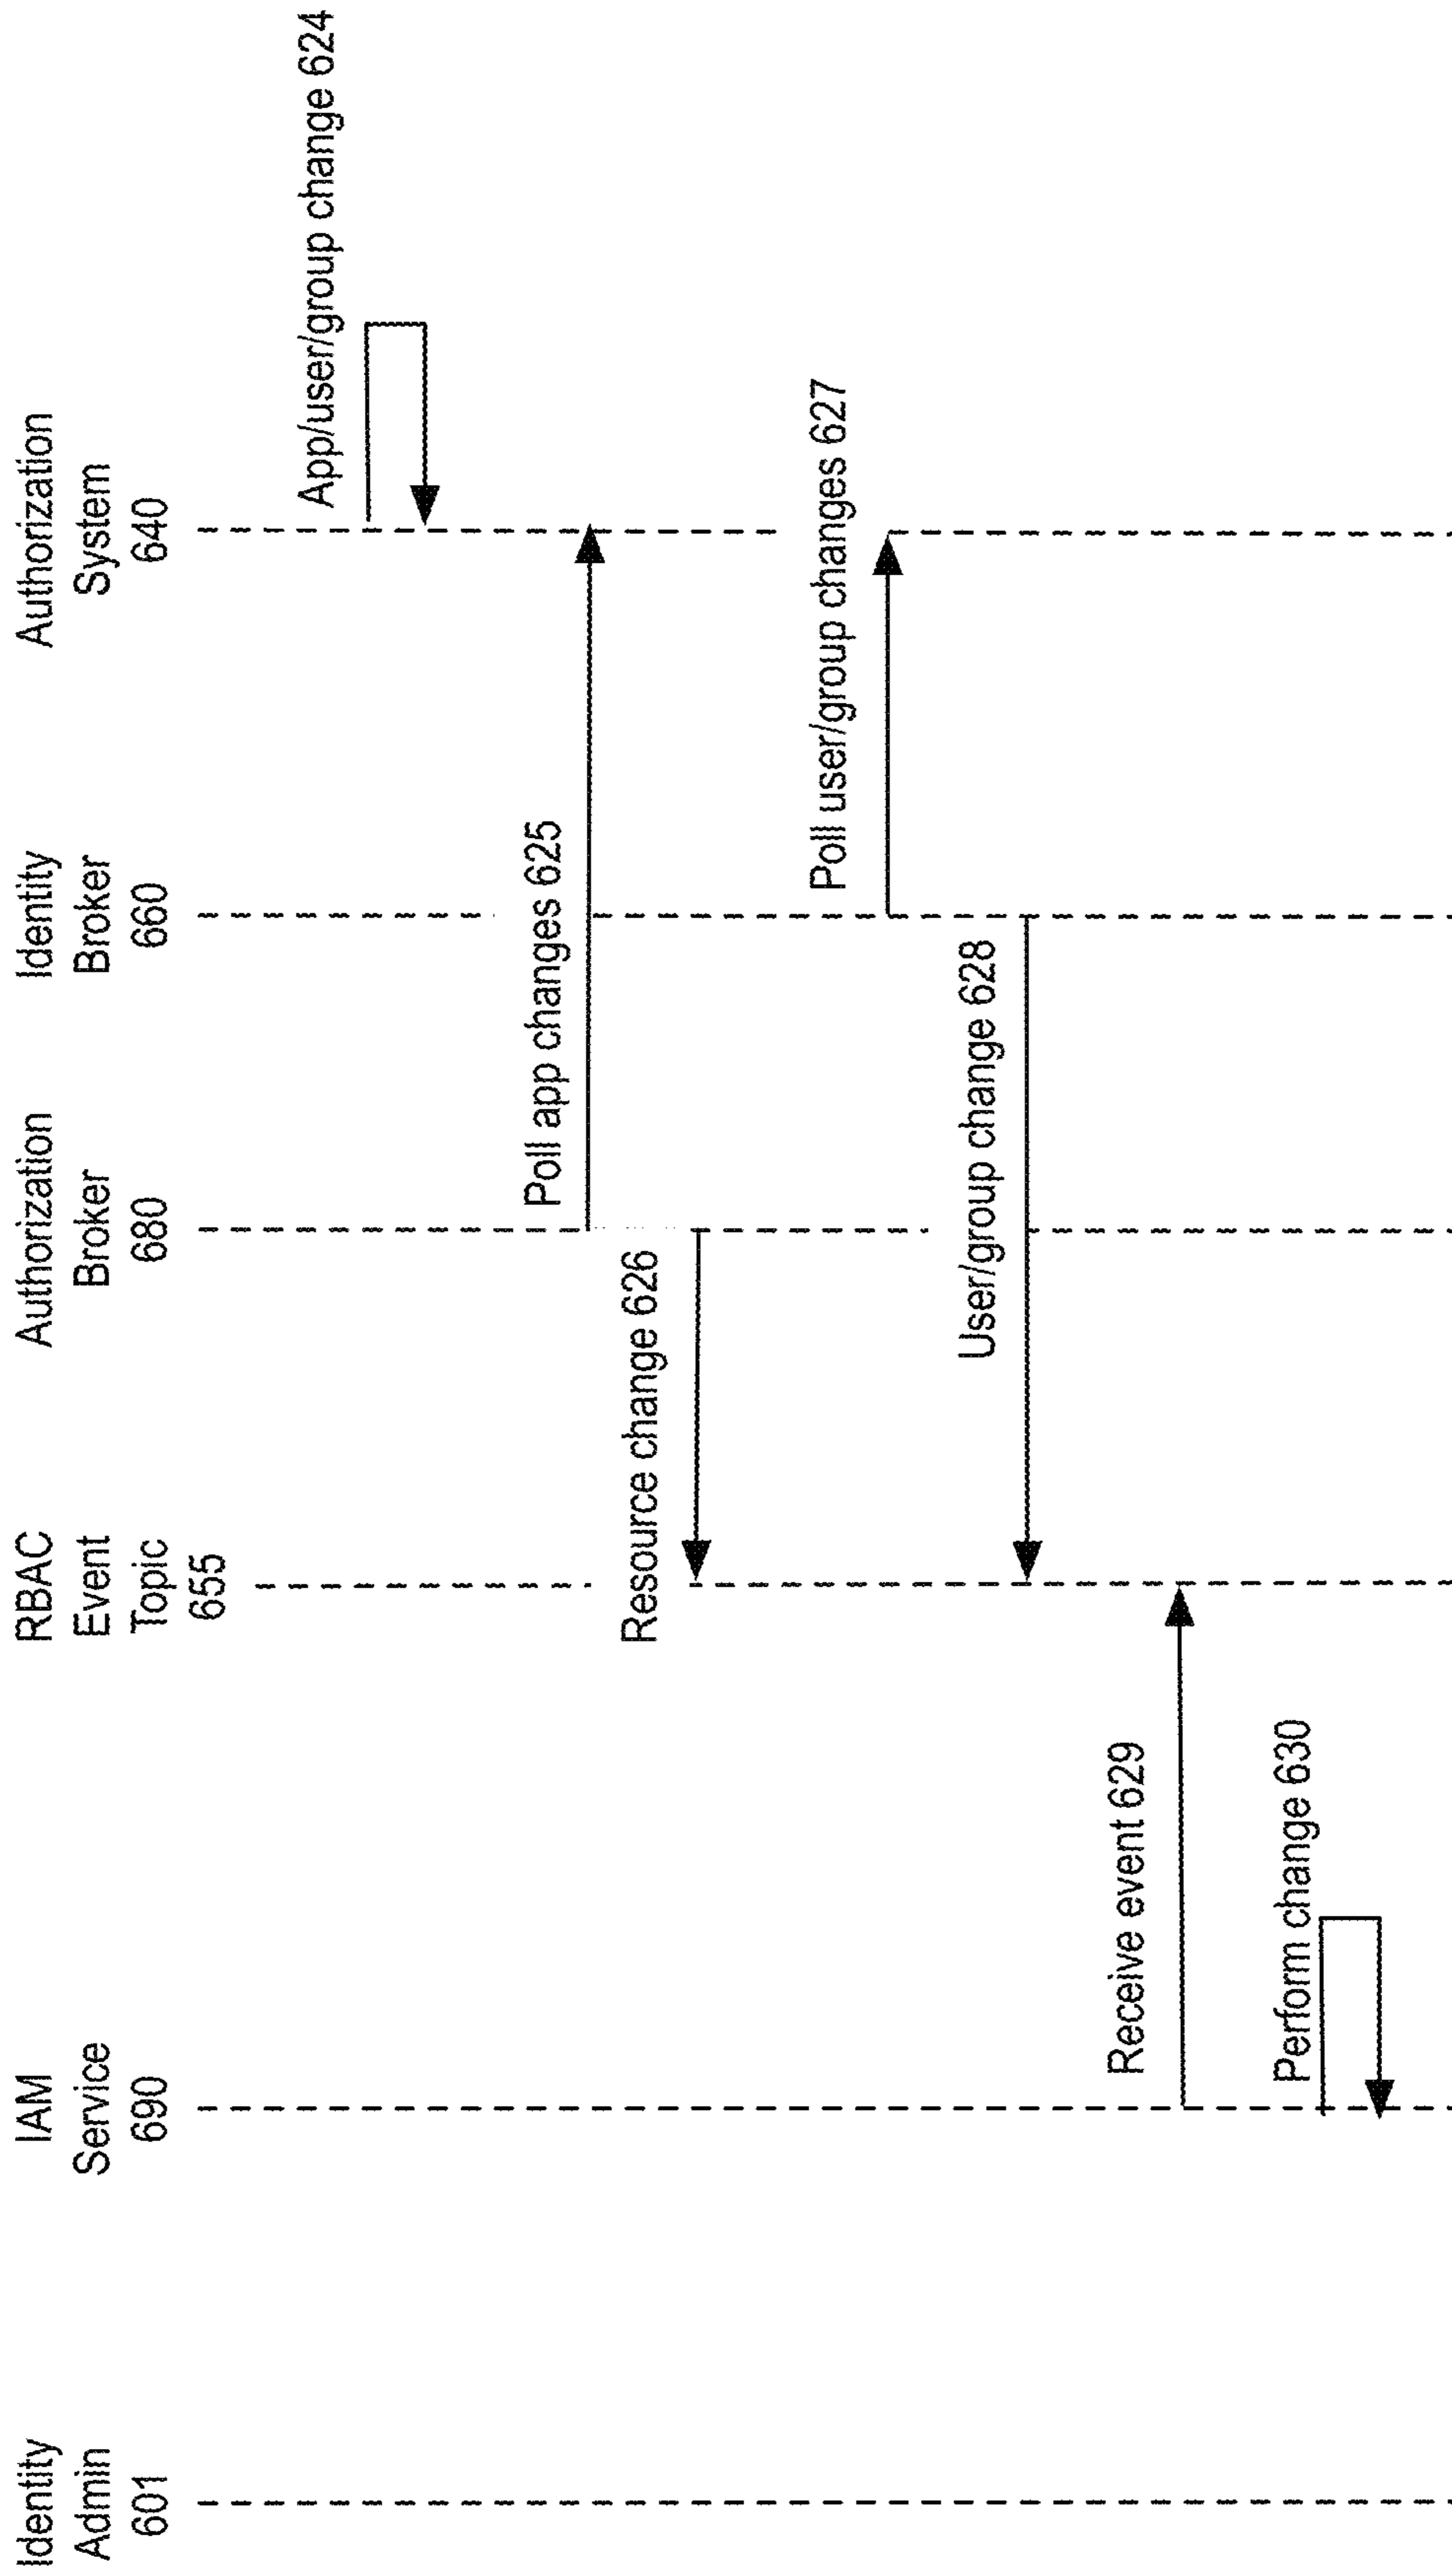 Identity
Admin
601
IAM
Service
690
RBAC
Event
Topic
655
Authorization
Broker
680
Identity
Broker
660
Authorization
System
640
App/user/group change 624
Poll app changes 625
Resource change 626
Poll user/group changes 627
User/group change 628
Receive event 629
Perform change 630